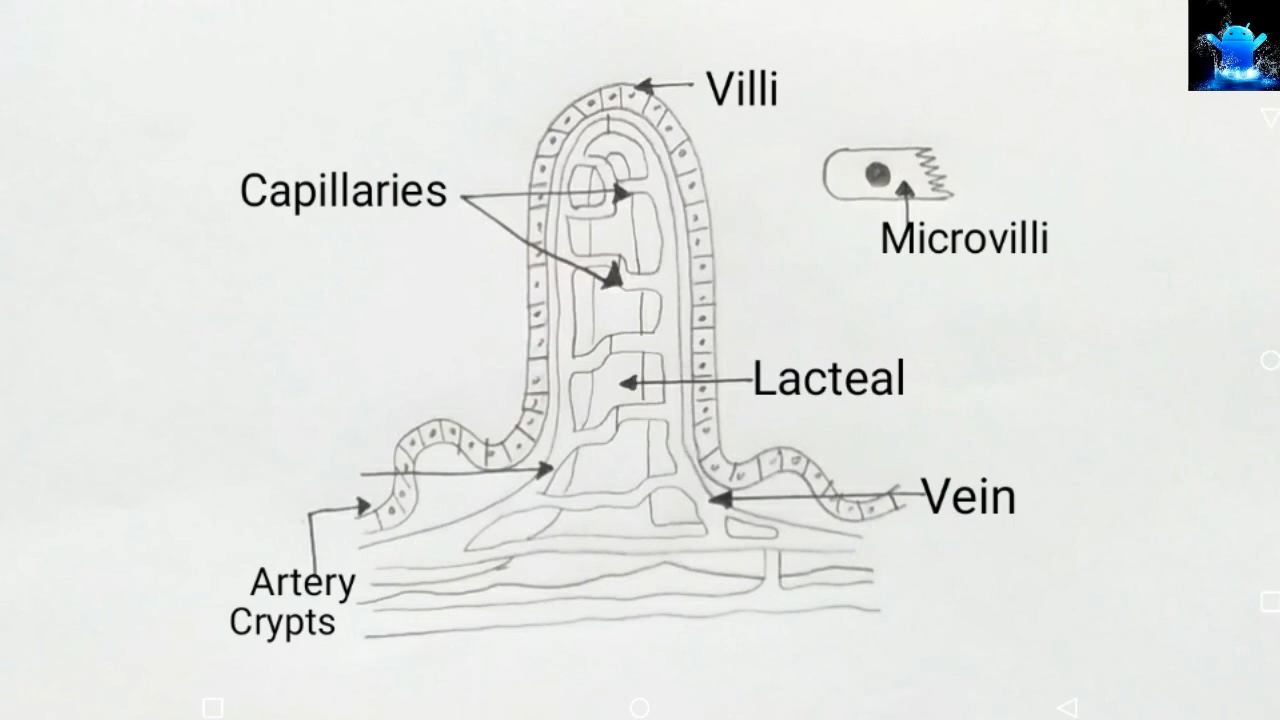 Villi
Capillaries
Microvilli
Lacteal
Vein
Artery
Crypts